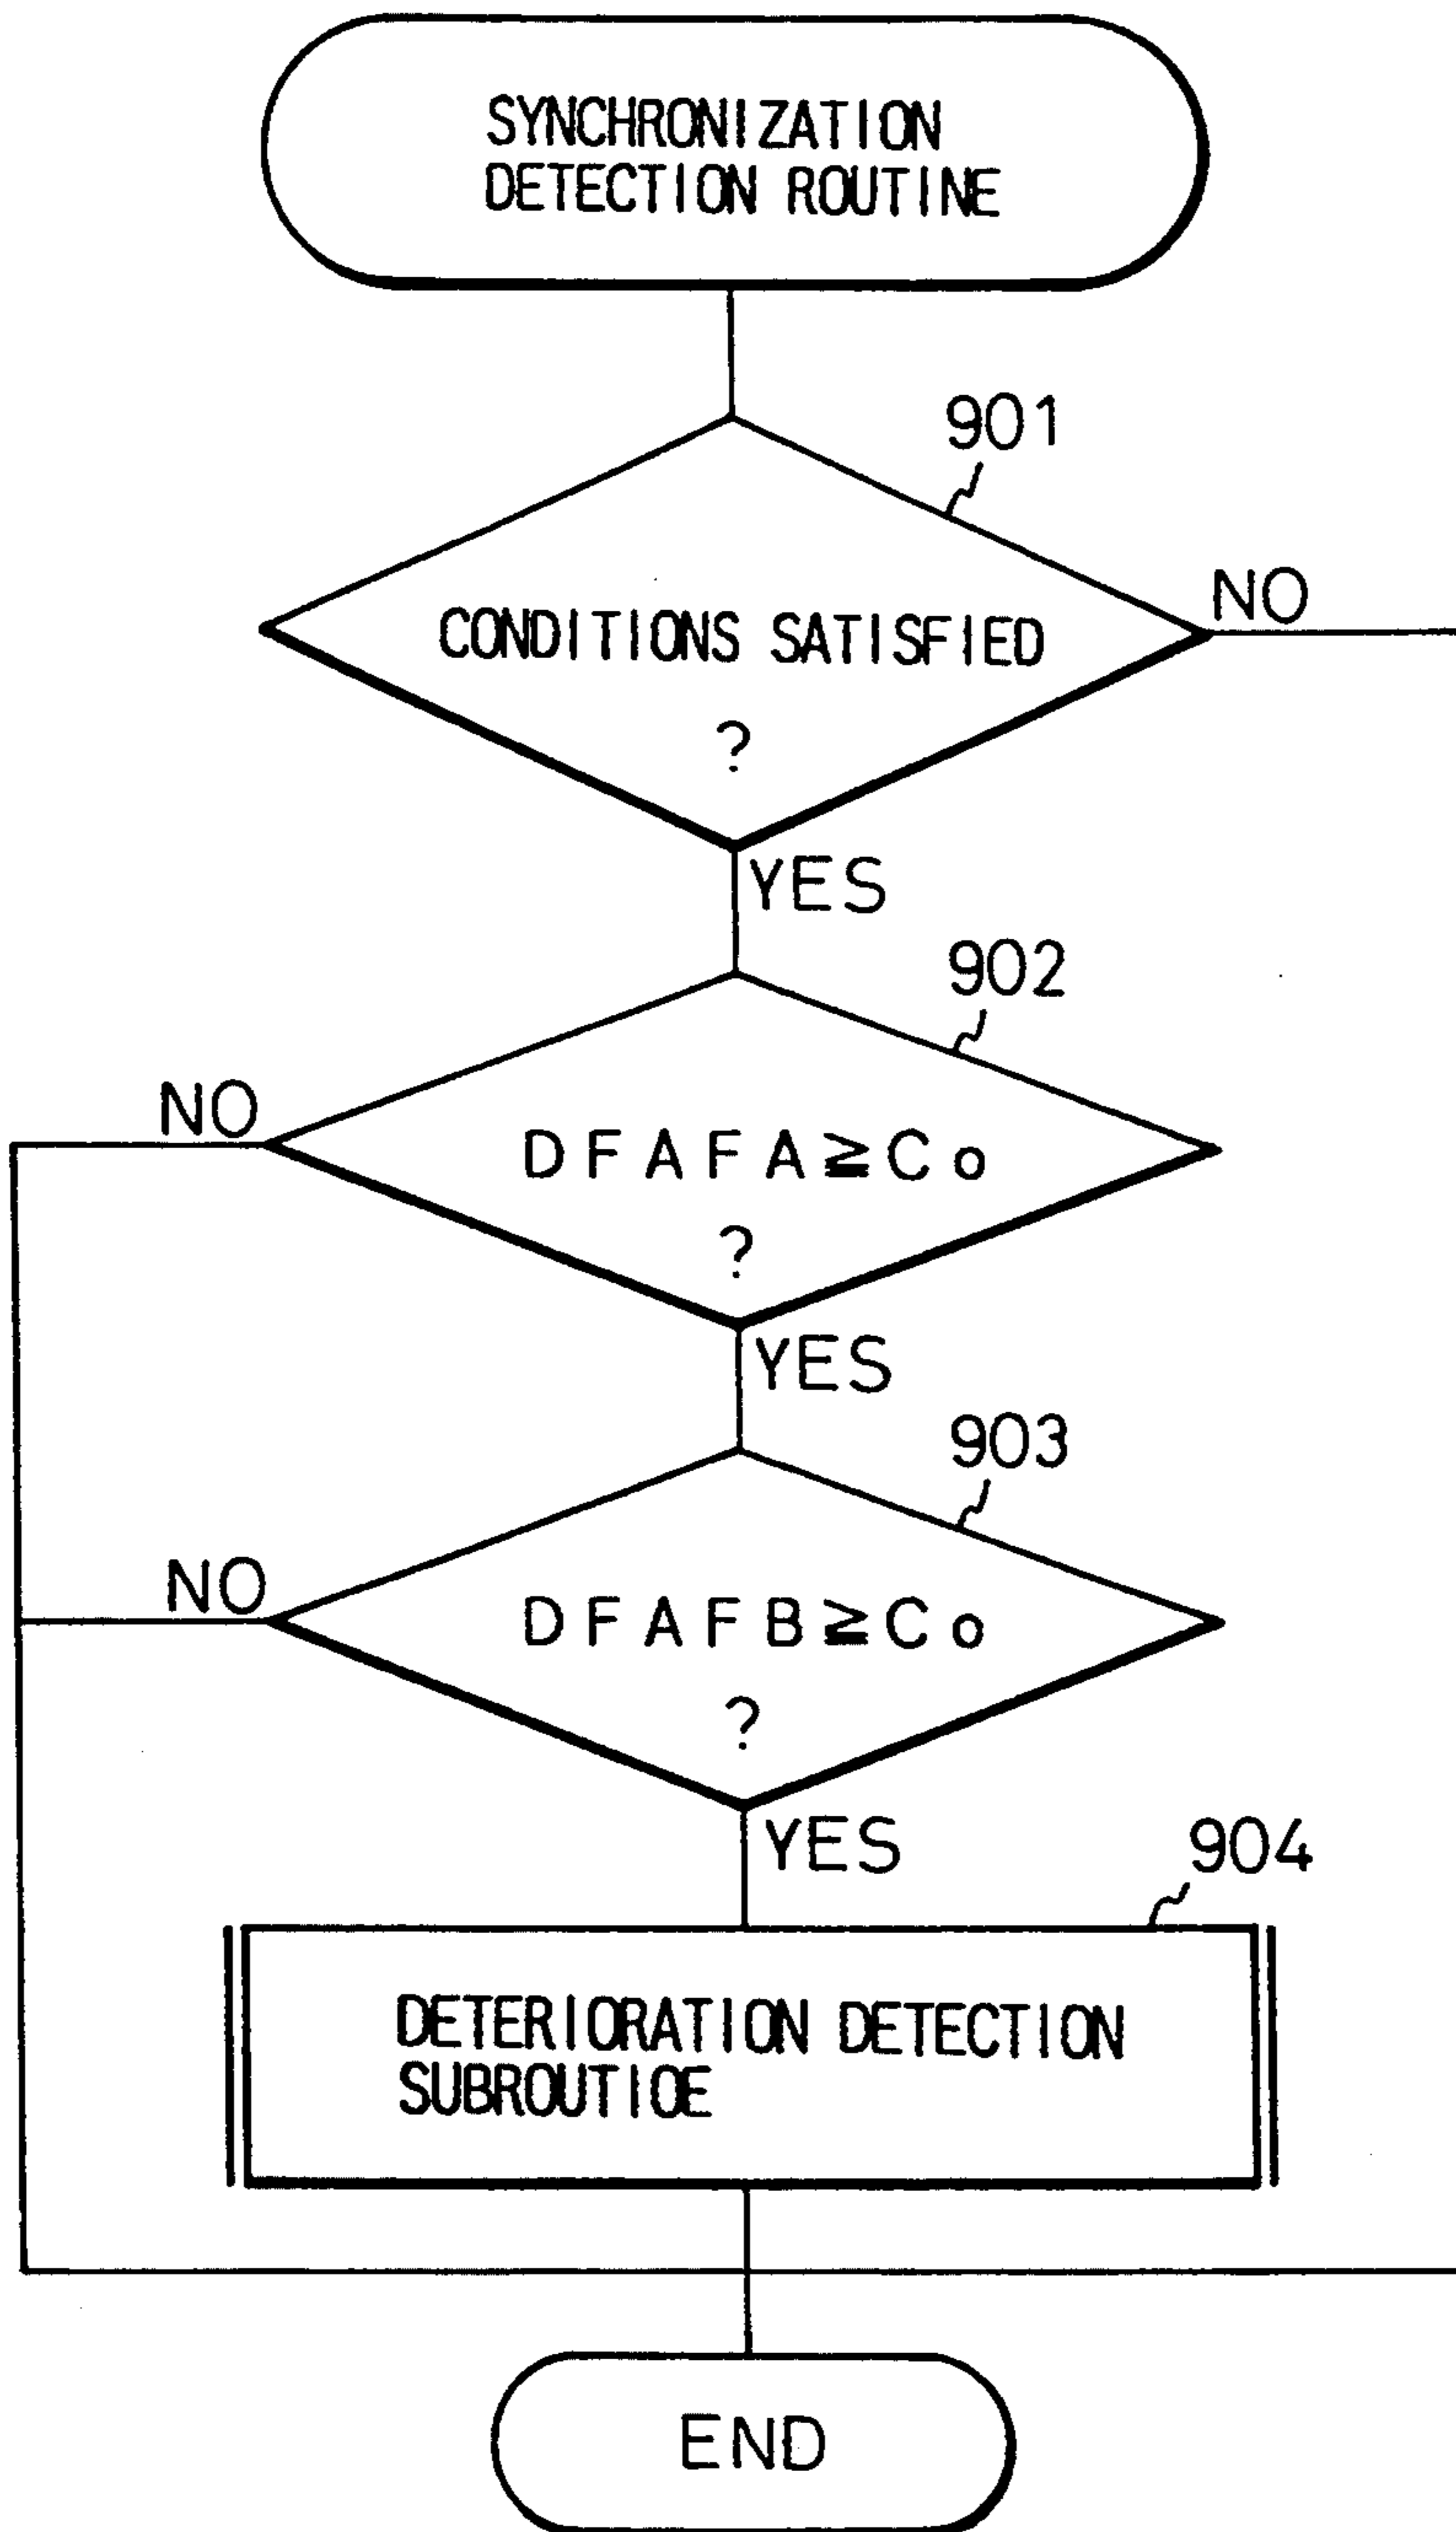 SYNCHRONIZATION
DETECTION ROUTINE
901
CONDITIONS SATISFIED
?
NO
YES
902
NO
DFAFA≧Co
?
YES
903
NO
DFAFB≧Co
?
YES
904
DETERIORATION DETECTION
SUBROUTIOE
END